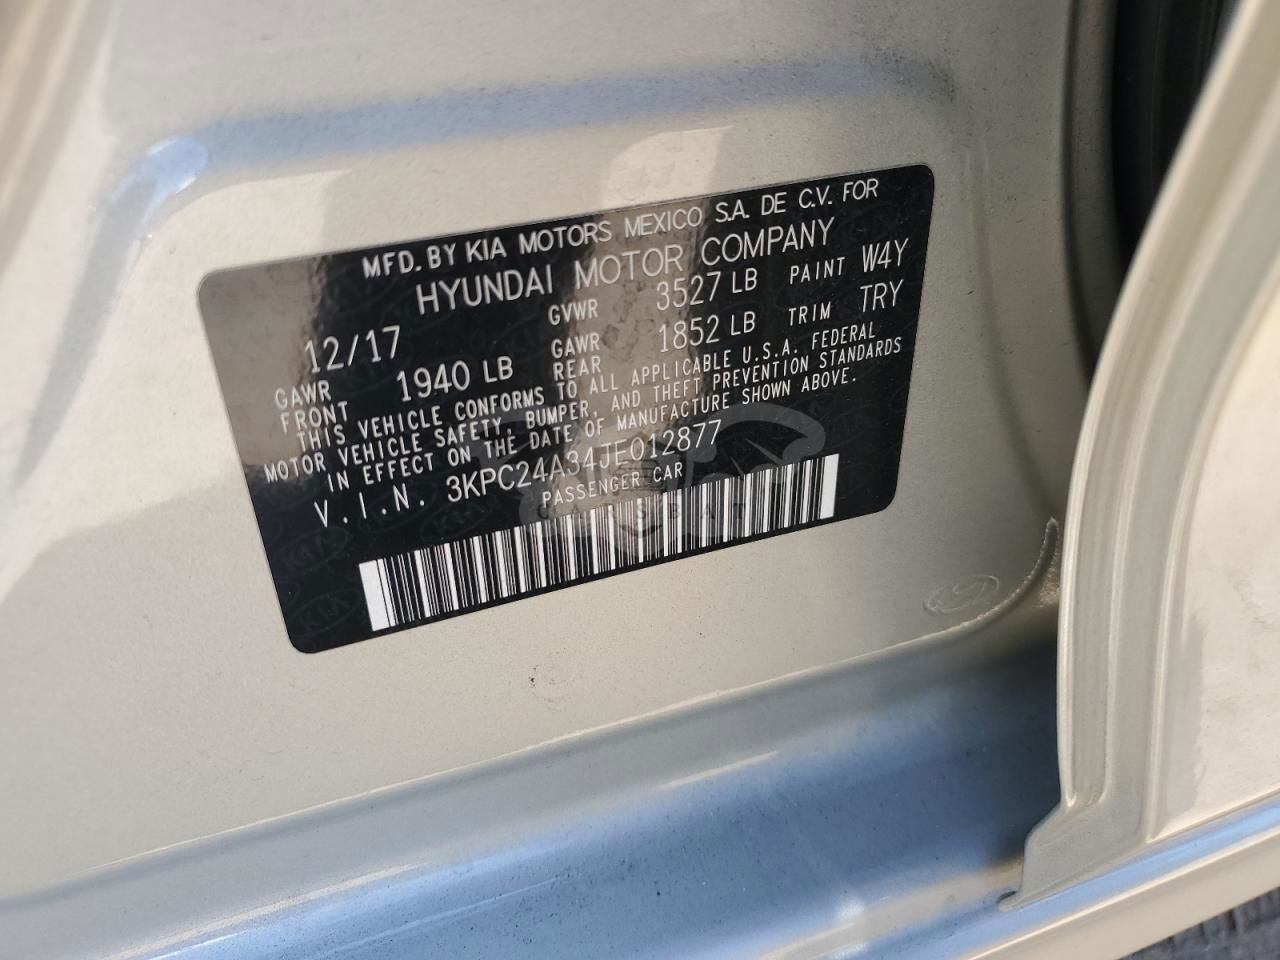 MFD. BY KIA MOTORS MEXICO S.A. DE C.V. FOR
HYUNDAI MOTOR COMPANY
12/17 GVWR 3527 LB PAINT W4Y
GAWR FRONT 1940 LB GAWR REAR 1852 LB TRIM TRY
THIS VEHICLE CONFORMS TO ALL APPLICABLE U.S.A. FEDERAL
MOTOR VEHICLE SAFETY, BUMPER, AND THEFT PREVENTION STANDARDS
IN EFFECT ON THE DATE OF MANUFACTURE SHOWN ABOVE.
V.I.N. 3KPC24A34JE012877
PASSENGER CAR